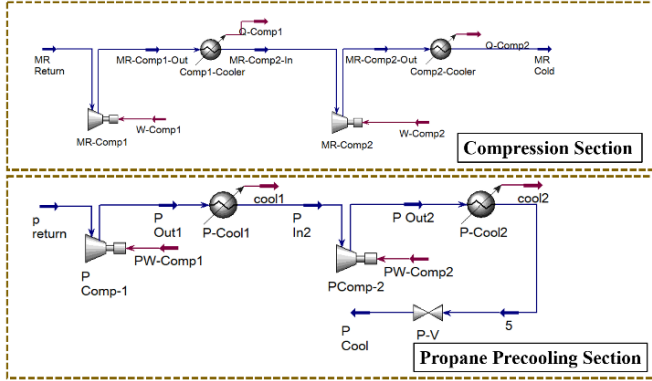 Q-Comp1
Q-Comp2
MR
Return
MR-Comp1-Out
Comp1-Cooler
MR-Comp2-In
MR-Comp2-Out
Comp2-Cooler
MR
Cold
MR-Comp1
W-Comp1
MR-Comp2
W-Comp2
Compression Section
p
return
P
Out1
cool1
P-Cool1
P
In2
P Out2
cool2
P-Cool2
P
Comp-1
PW-Comp1
PComp-2
PW-Comp2
P
Cool
P-V
5
Propane Precooling Section